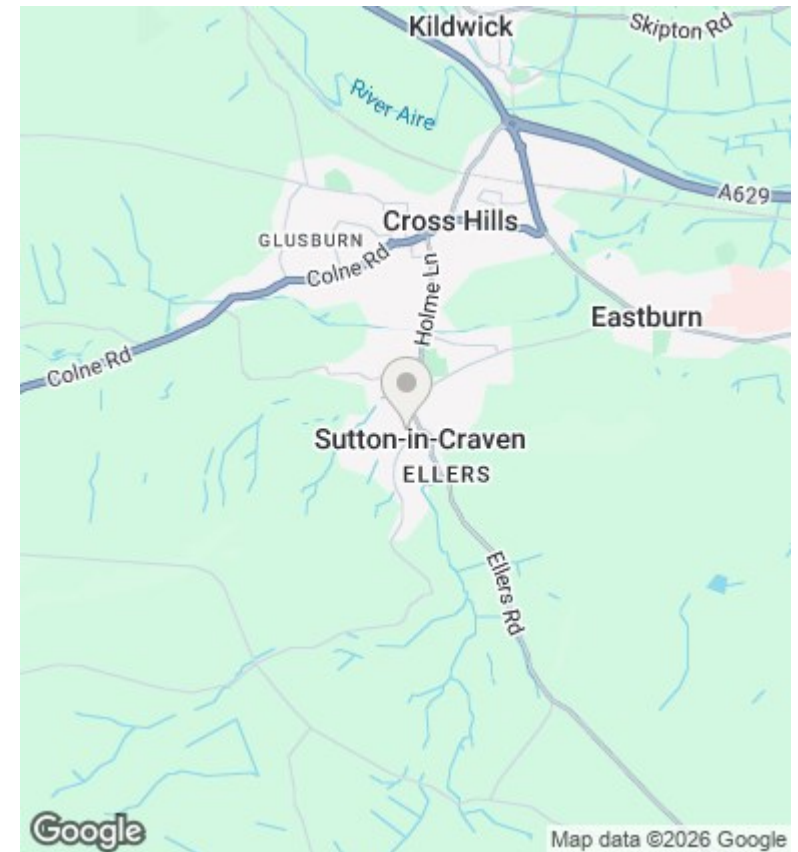 Kildwick
Skipton Rd
River Aire
A629
Cross Hills
GLUSBURN
Colne Rd
Holme Ln
Eastburn
Colne Rd
Sutton-in-Craven
ELLERS
Ellers Rd
Google
Map data ©2026 Google